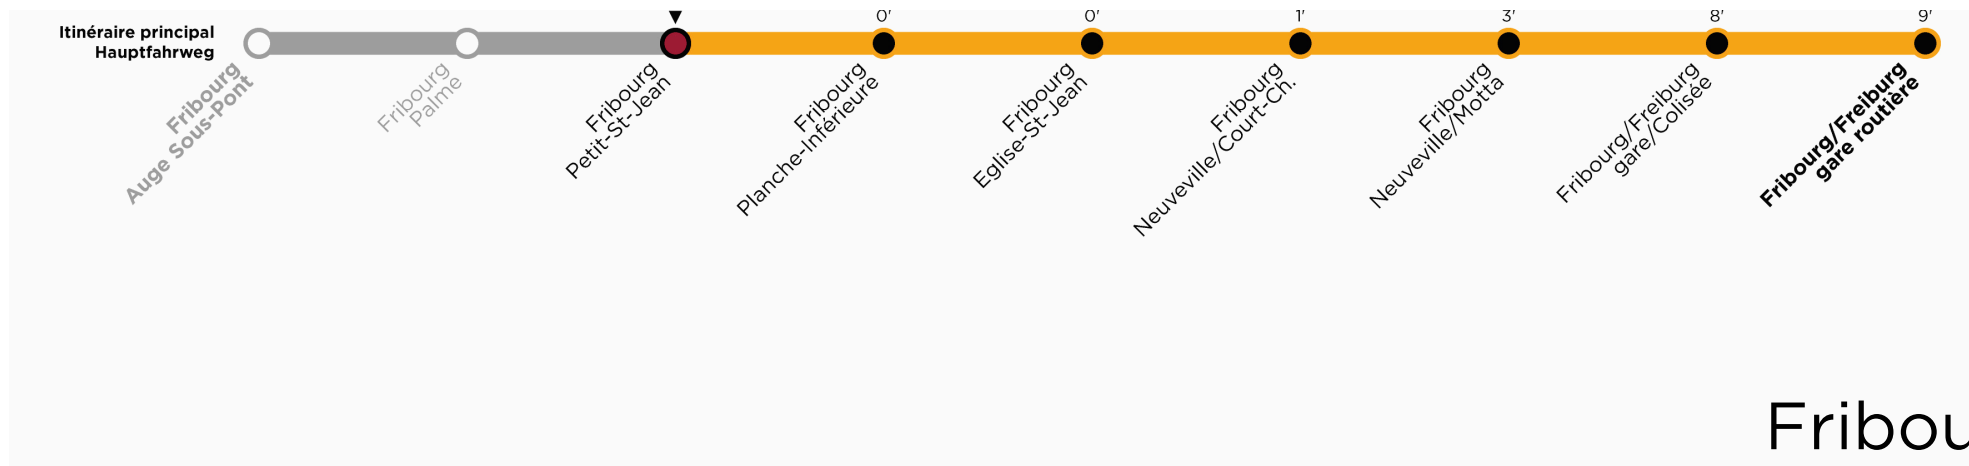 0' 0' 1' 3' 8' 9'
Itinéraire principal
Hauptfahrweg
Fribourg
Auge Sous-Pont
Fribourg
Palme
Fribourg
Petit-St-Jean
Fribourg
Planche-Inférieure
Fribourg
Eglise-St-Jean
Fribourg
Neuveville/Court-Ch.
Fribourg
Neuveville/Motta
Fribourg/Freiburg
gare/Colisée
Fribourg/Freiburg
gare routière
Fribou